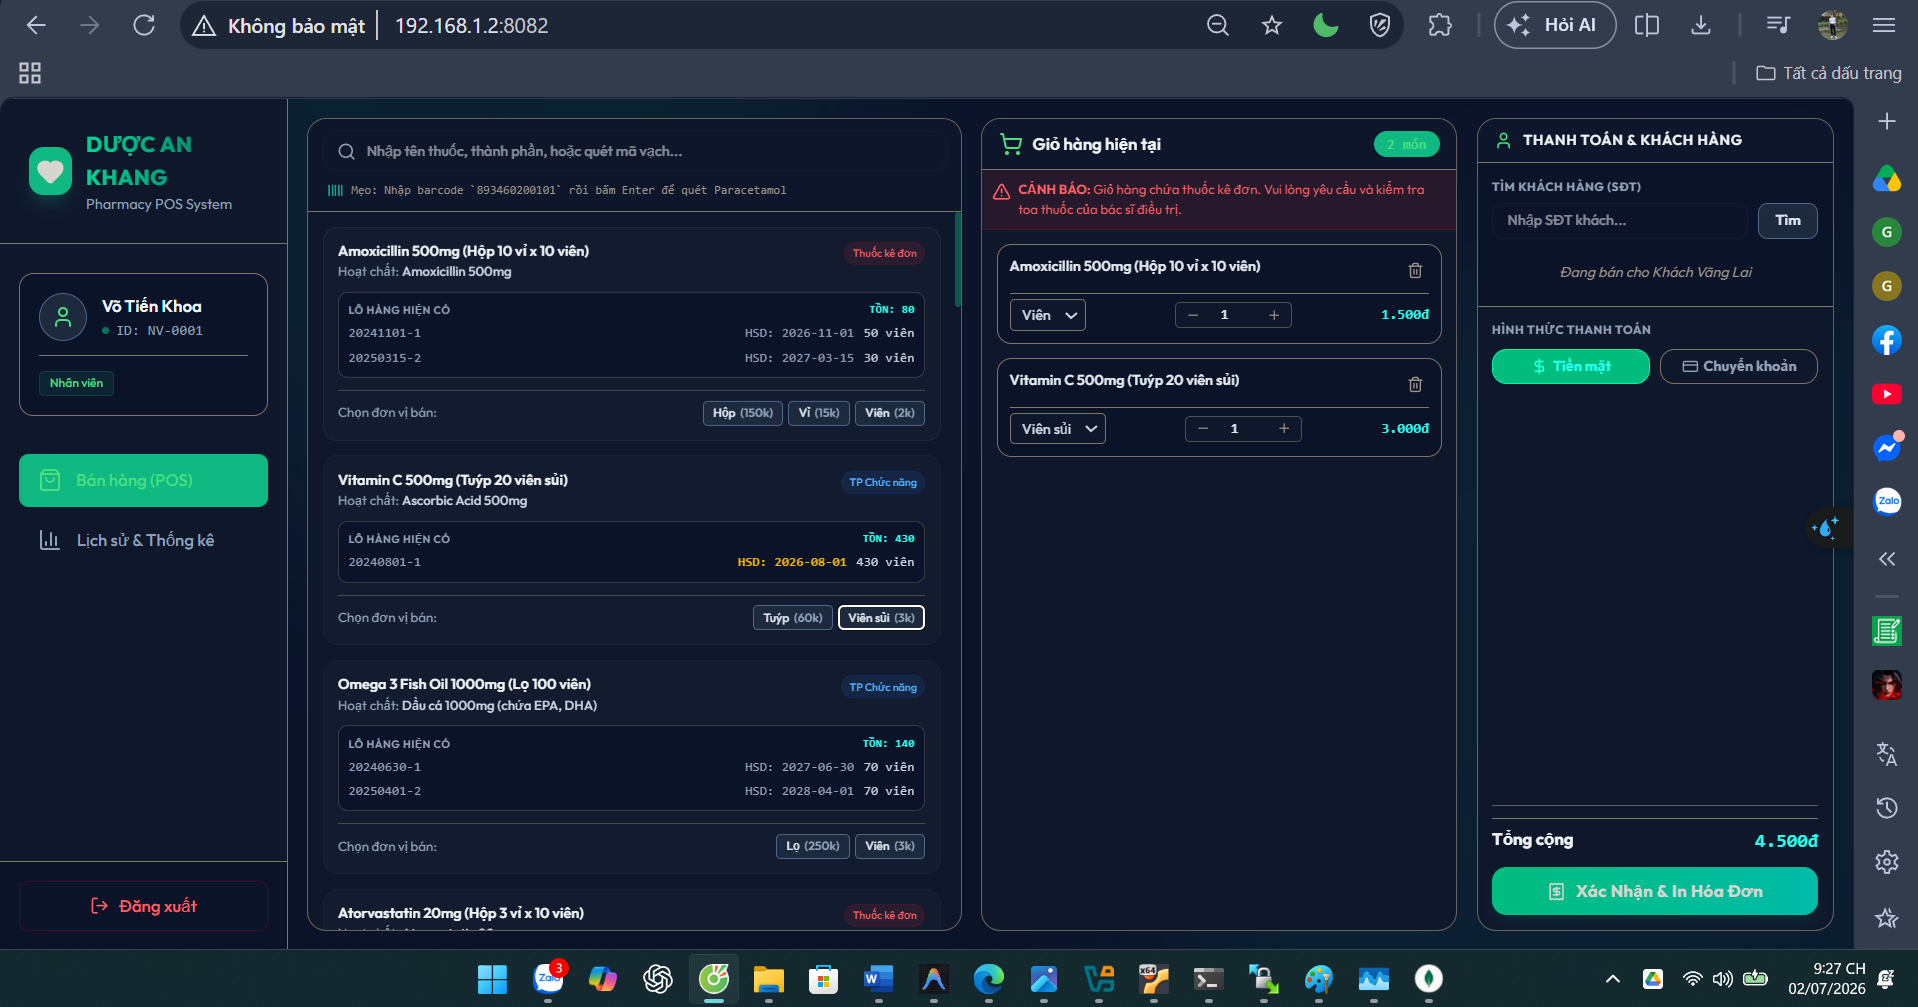 Không bảo mật
192.168.1.2:8082
Hỏi AI
Tất cả dấu trang
DƯỢC AN KHANG
Pharmacy POS System
Võ Tiến Khoa
ID: NV-0001
Nhân viên
Bán hàng (POS)
Lịch sử & Thống kê
Đăng xuất
Nhập tên thuốc, thành phần, hoặc quét mã vạch...
Mẹo: Nhập barcode `893460200101` rồi bấm Enter để quét Paracetamol
Amoxicillin 500mg (Hộp 10 vỉ x 10 viên)
Thuốc kê đơn
Hoạt chất: Amoxicillin 500mg
LÔ HÀNG HIỆN CÓ
TỒN: 80
20241101-1
HSD: 2026-11-01 50 viên
20250315-2
HSD: 2027-03-15 30 viên
Chọn đơn vị bán:
Hộp (150k)
Vỉ (15k)
Viên (2k)
Vitamin C 500mg (Tuýp 20 viên sủi)
TP Chức năng
Hoạt chất: Ascorbic Acid 500mg
LÔ HÀNG HIỆN CÓ
TỒN: 430
20240801-1
HSD: 2026-08-01 430 viên
Chọn đơn vị bán:
Tuýp (60k)
Viên sủi (3k)
Omega 3 Fish Oil 1000mg (Lọ 100 viên)
TP Chức năng
Hoạt chất: Dầu cá 1000mg (chứa EPA, DHA)
LÔ HÀNG HIỆN CÓ
TỒN: 140
20240630-1
HSD: 2027-06-30 70 viên
20250401-2
HSD: 2028-04-01 70 viên
Chọn đơn vị bán:
Lọ (250k)
Viên (3k)
Atorvastatin 20mg (Hộp 3 vỉ x 10 viên)
Thuốc kê đơn
Giỏ hàng hiện tại
2 món
CẢNH BÁO: Giỏ hàng chứa thuốc kê đơn. Vui lòng yêu cầu và kiểm tra
toa thuốc của bác sĩ điều trị.
Amoxicillin 500mg (Hộp 10 vỉ x 10 viên)
Viên
1
1.500đ
Vitamin C 500mg (Tuýp 20 viên sủi)
Viên sủi
1
3.000đ
THANH TOÁN & KHÁCH HÀNG
TÌM KHÁCH HÀNG (SĐT)
Nhập SĐT khách...
Tìm
Đang bán cho Khách Vãng Lai
HÌNH THỨC THANH TOÁN
Tiền mặt
Chuyển khoản
Tổng cộng
4.500đ
Xác Nhận & In Hóa Đơn
G
G
Zalo
Zalo
3
X64
9:27 CH
02/07/2026